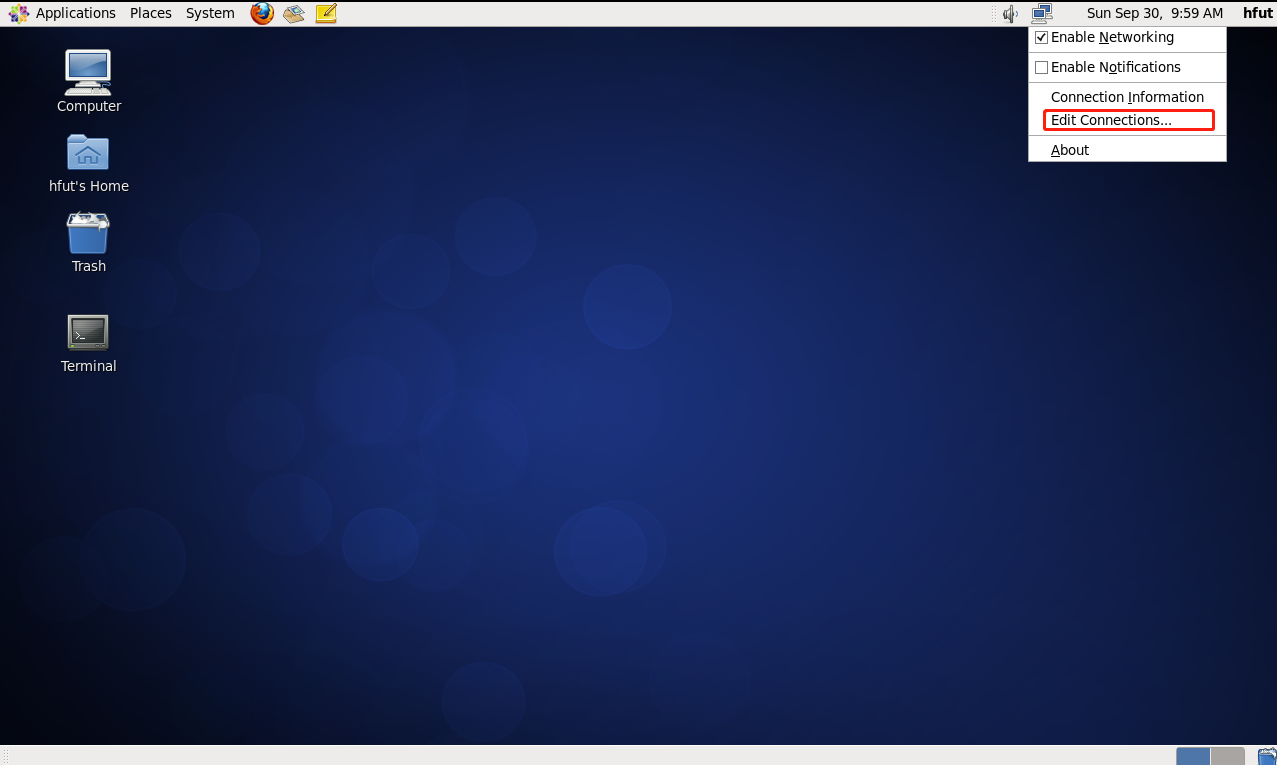 Applications Places System Sun Sep 30, 9:59 AM hfut
Enable Networking
Enable Notifications
Connection Information
Edit Connections...
About
Computer
hfut's Home
Trash
Terminal